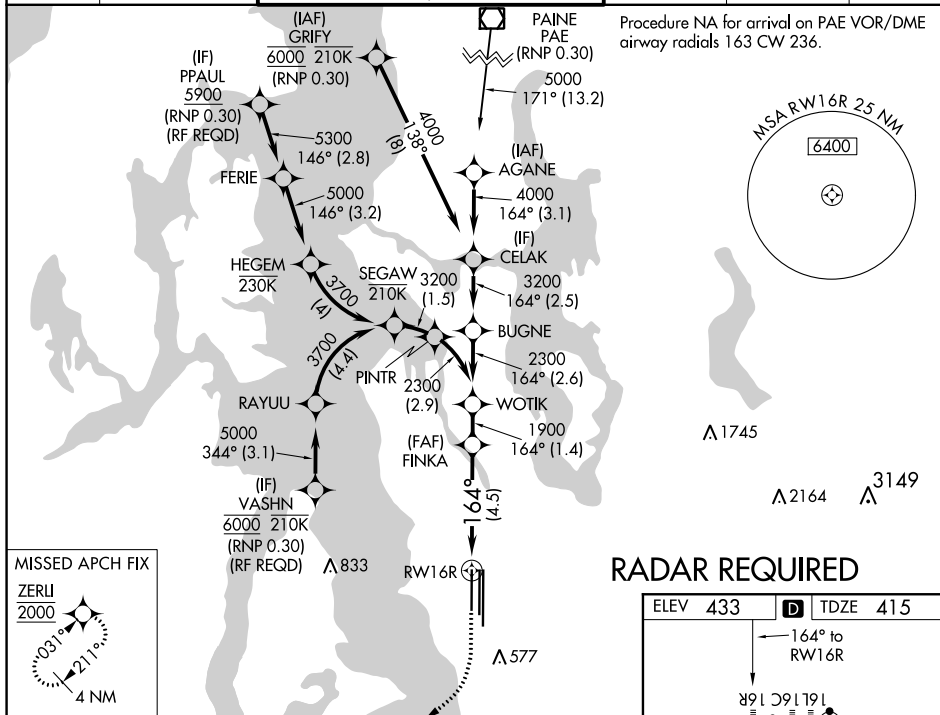 (IAF)
GRIFY
6000 210K
(RNP 0.30)
PAINE
PAE
(RNP 0.30)
Procedure NA for arrival on PAE VOR/DME
airway radials 163 CW 236.
(IF)
PPAUL
5900
(RNP 0.30)
(RF REQD)
5000
171° (13.2)
MSA RW16R 25 NM
6400
4000
138°
(8)
5300
146° (2.8)
FERIE
(IAF)
AGANE
4000
164° (3.1)
5000
146° (3.2)
(IF)
CELAK
HEGEM
230K
3700
(4)
SEGAW
210K
3200
(1.5)
3200
164° (2.5)
BUGNE
3700
(4.4)
PINTR
2300
(2.9)
2300
164° (2.6)
RAYUU
WOTIK
5000
344° (3.1)
1900
164° (1.4)
(FAF)
FINKA
1745
(IF)
VASHN
6000 210K
(RNP 0.30)
(RF REQD)
164°
(4.5)
2164
3149
833
RW16R
RADAR REQUIRED
MISSED APCH FIX
ZERLI
2000
031°
211°
4 NM
577
ELEV 433 D TDZE 415
164° to
RW16R
16R 16C 16L